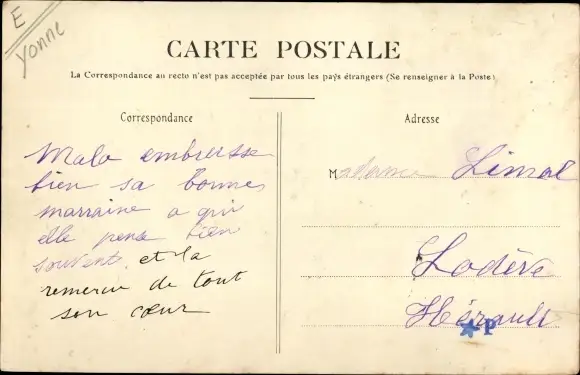 E
Yonne
CARTE POSTALE
La Correspondance au recto n'est pas acceptée par tous les pays étrangers (Se renseigner à la Poste)
Correspondance
Malo embrasse
bien sa bonne
marraine a qui
elle pense bien
souvent et la
remercie de tout
son cœur
Adresse
Madame Limol
Lodève
Hérault
P